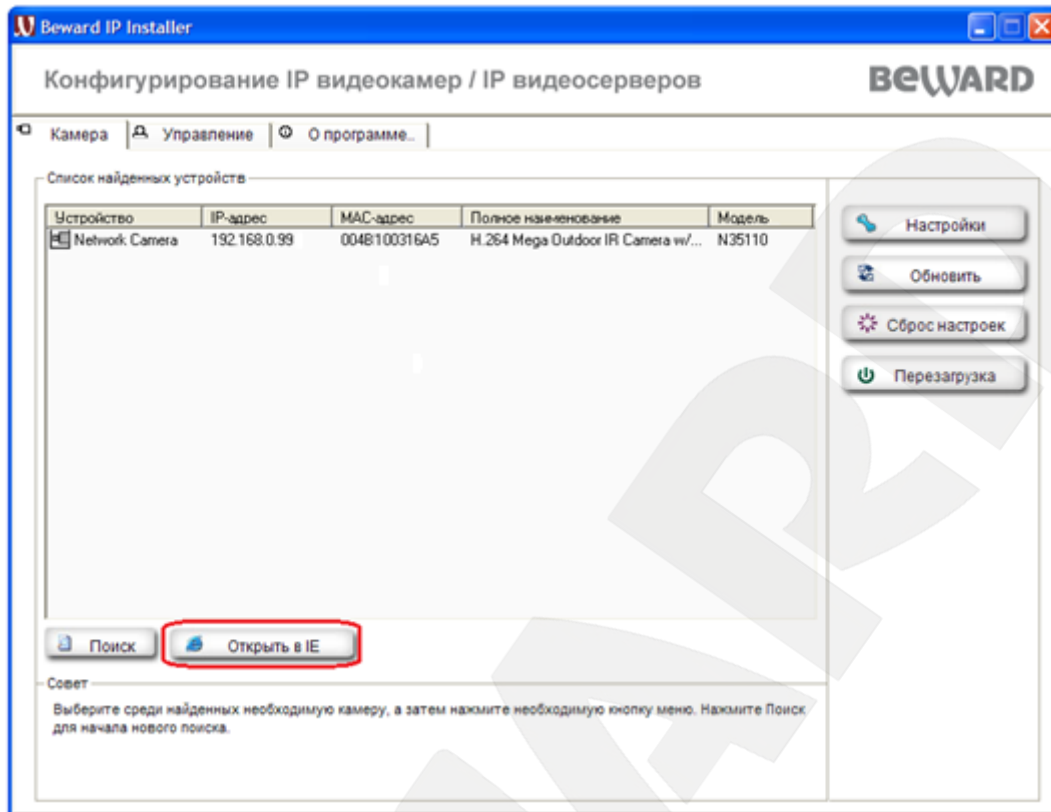 Beward IP Installer
Конфигурирование IP видеокамер / IP видеосерверов
BEWARD
Камера
Управление
О программе..
Список найденных устройств
Устройство IP-адрес MAC-адрес Полное наименование Модель
Network Camera 192.168.0.99 004B100316A5 H.264 Mega Outdoor IR Camera w/... N35110
Настройки
Обновить
Сброс настроек
Перезагрузка
Поиск
Открыть в IE
Совет
Выберите среди найденных необходимую камеру, а затем нажмите необходимую кнопку меню. Нажмите Поиск
для начала нового поиска.